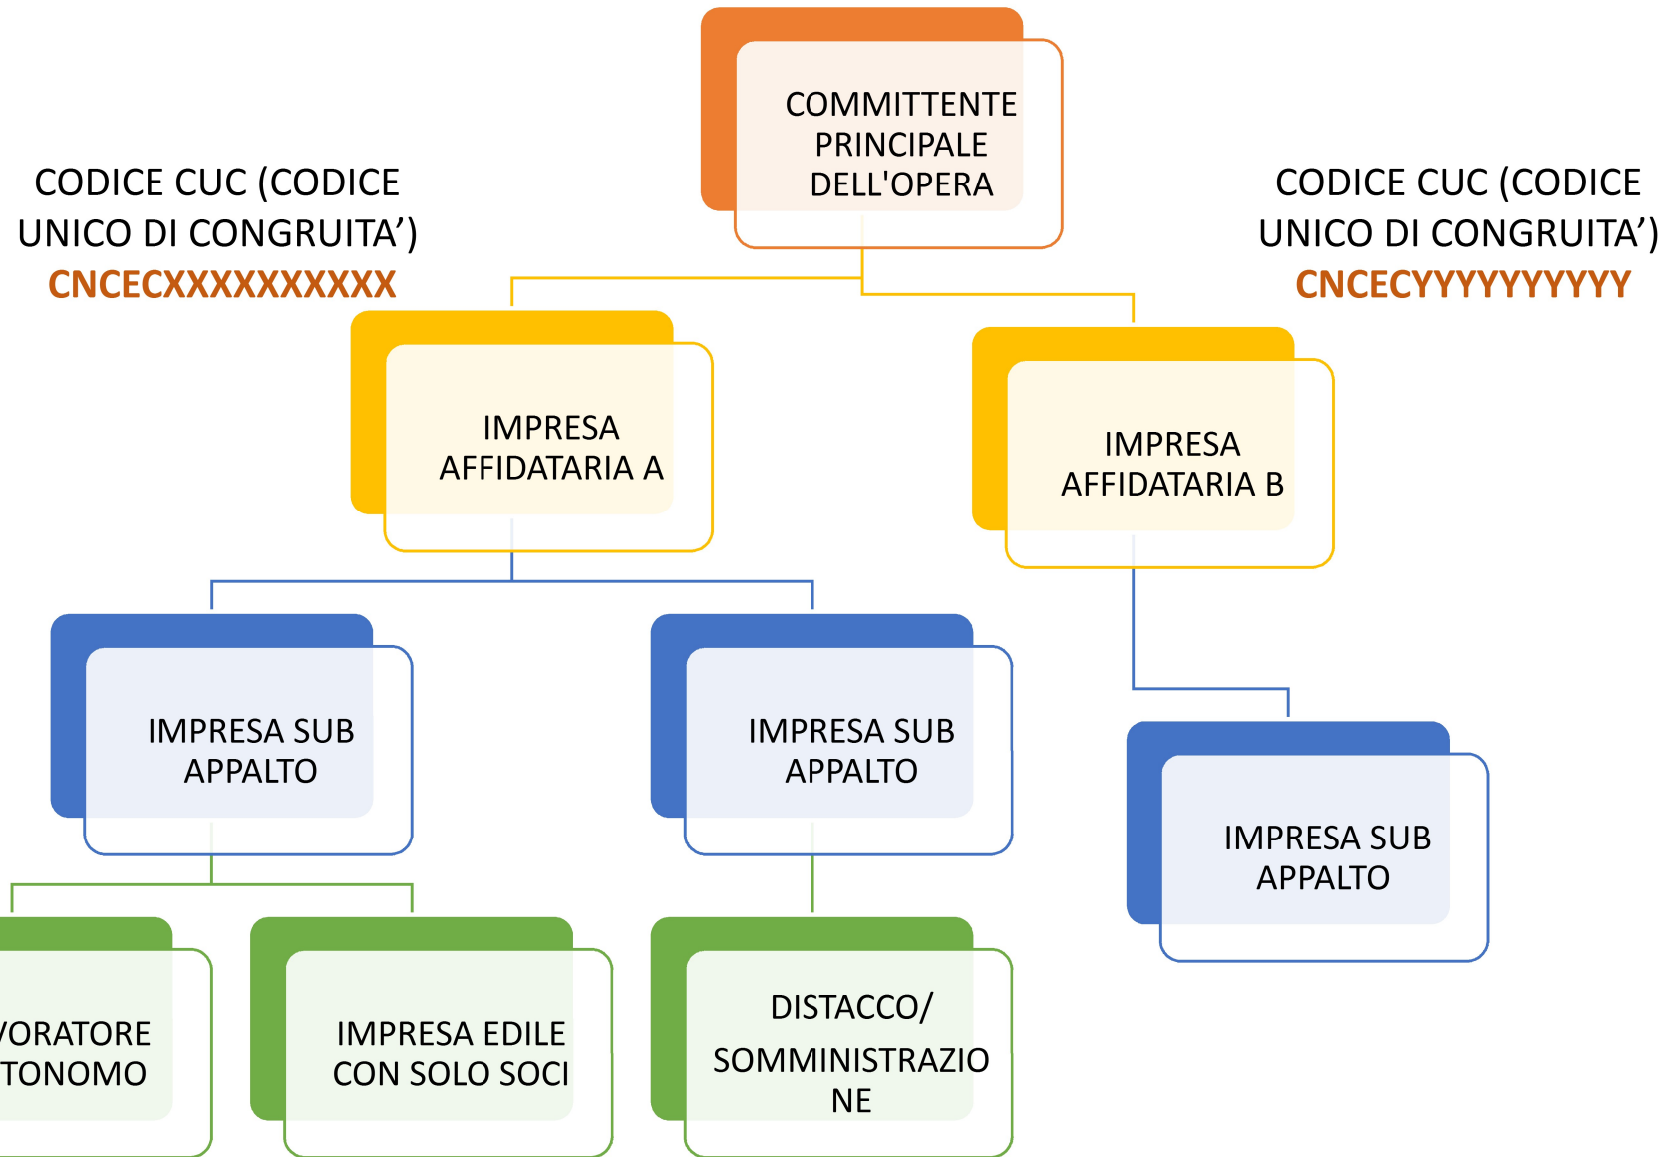 COMMITTENTE
PRINCIPALE
DELL'OPERA
CODICE CUC (CODICE
UNICO DI CONGRUITA’)
CNCECXXXXXXXXXX
CODICE CUC (CODICE
UNICO DI CONGRUITA’)
CNCECYYYYYYYYYY
IMPRESA
AFFIDATARIA A
IMPRESA
AFFIDATARIA B
IMPRESA SUB
APPALTO
IMPRESA SUB
APPALTO
IMPRESA SUB
APPALTO
VORATORE
TONOMO
IMPRESA EDILE
CON SOLO SOCI
DISTACCO/
SOMMINISTRAZIO
NE